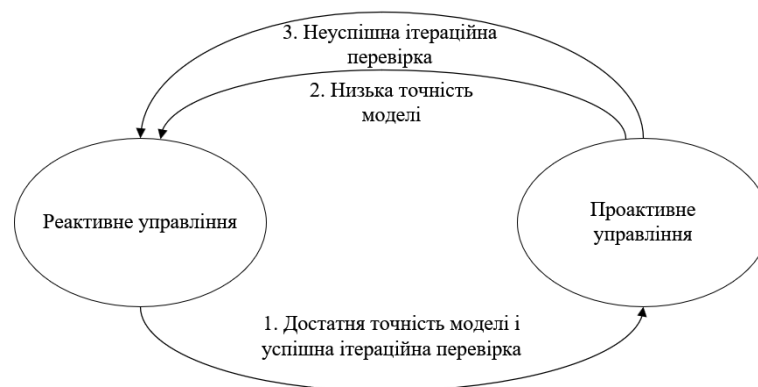 3. Неуспішна ітераційна
перевірка
2. Низька точність
моделі
Реактивне управління
Проактивне
управління
1. Достатня точність моделі і
успішна ітераційна перевірка